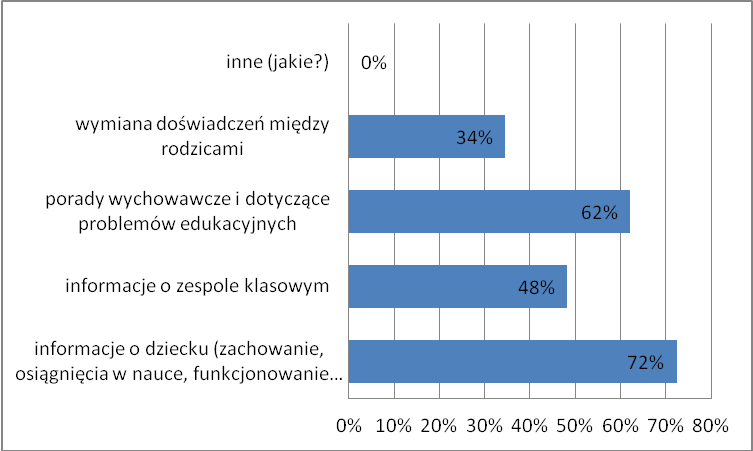 inne (jakie?)
0%
wymiana doświadczeń między
rodzicami
34%
porady wychowawcze i dotyczące
problemów edukacyjnych
62%
informacje o zespole klasowym
48%
informacje o dziecku (zachowanie,
osiągnięcia w nauce, funkcjonowanie...
72%
0% 10% 20% 30% 40% 50% 60% 70% 80%